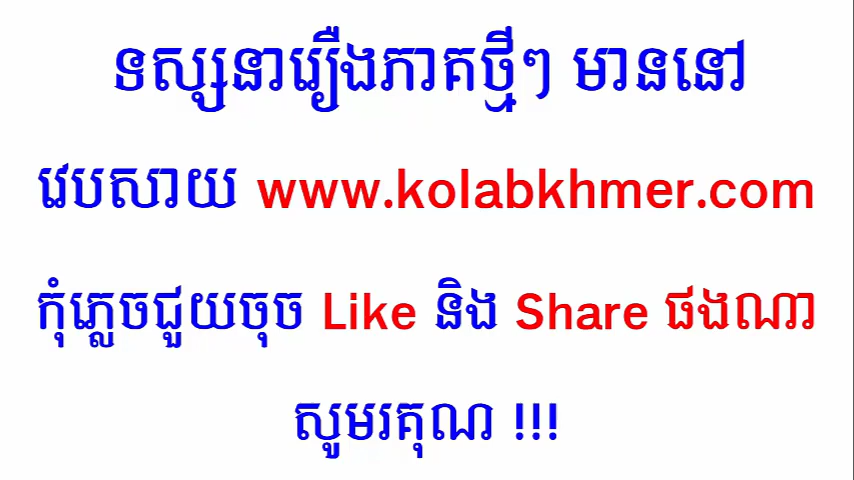 ទស្សនារឿងភាគថ្មីៗ មាននៅ
វេបសាយ www.kolabkhmer.com
កុំភ្លេចជួយចុច Like និង Share ផងណា
សូមរគុណ !!!